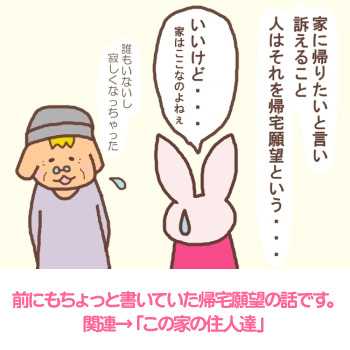 家に帰りたいと言い
訴えること
人はそれを帰宅願望という・・・・
いいけど・・・
家はここなのよねぇ
誰もいないし
寂しくなっちゃった
前にもちょっと書いていた帰宅願望の話です。
関連→「この家の住人達」